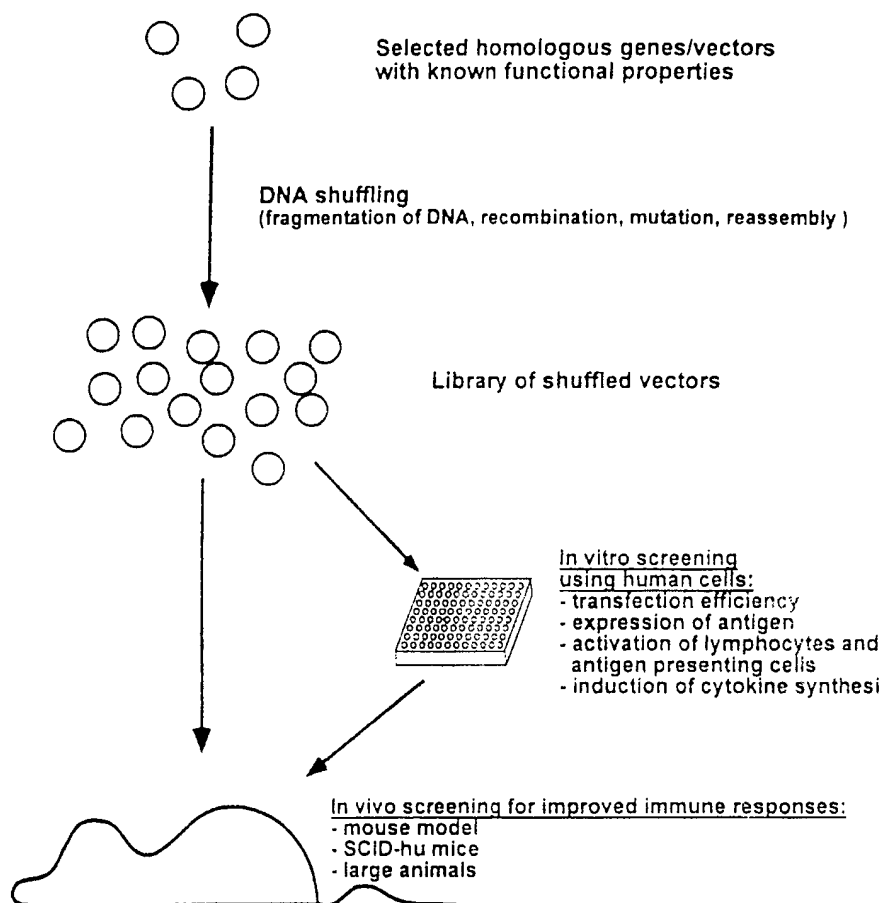 Selected homologous genes/vectors
with known functional properties
DNA shuffling
(fragmentation of DNA, recombination, mutation, reassembly )
Library of shuffled vectors
In vitro screening
using human cells:
- transfection efficiency
- expression of antigen
- activation of lymphocytes and
antigen presenting cells
- induction of cytokine synthesi
In vivo screening for improved immune responses:
- mouse model
- SCID-hu mice
- large animals